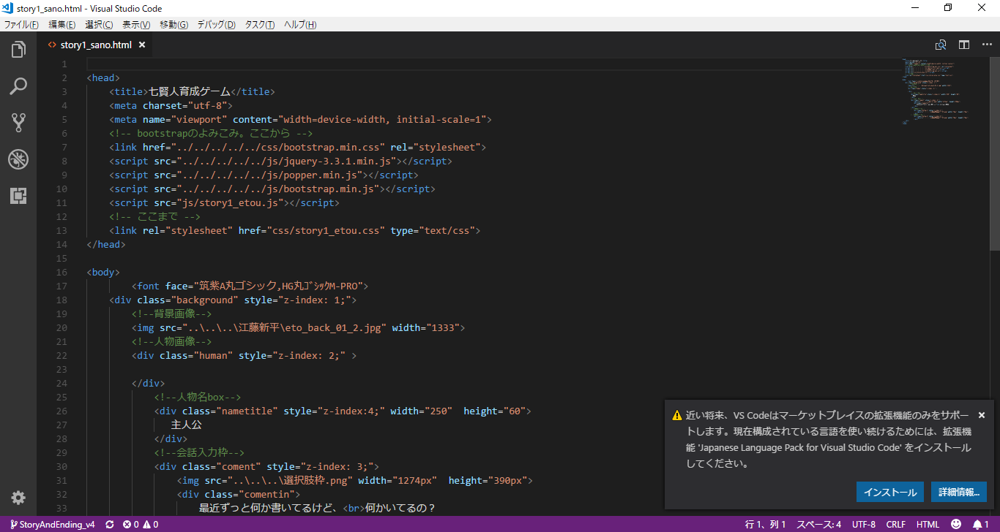 story1_sano.html - Visual Studio Code
ファイル(F) 編集(E) 選択(C) 表示(V) 移動(G) デバッグ(D) タスク(T) ヘルプ(H)
<> story1_sano.html ×
1
2 <head>
3 <title>七賢人育成ゲーム</title>
4 <meta charset="utf-8">
5 <meta name="viewport" content="width=device-width, initial-scale=1">
6 <!-- bootstrapのよみこみ。ここから -->
7 <link href="../../../../../css/bootstrap.min.css" rel="stylesheet">
8 <script src="../../../../../js/jquery-3.3.1.min.js"></script>
9 <script src="../../../../../js/popper.min.js"></script>
10 <script src="../../../../../js/bootstrap.min.js"></script>
11 <script src="js/story1_etou.js"></script>
12 <!-- ここまで -->
13 <link rel="stylesheet" href="css/story1_etou.css" type="text/css">
14 </head>
15
16 <body>
17 <font face="筑紫A丸ゴシック,HG丸ｺﾞｼｯｸM-PRO">
18 <div class="background" style="z-index: 1;">
19 <!--背景画像-->
20 <img src="..\..\..\江藤新平\eto_back_01_2.jpg" width="1333">
21 <!--人物画像-->
22 <div class="human" style="z-index: 2;" >
23
24 </div>
25 <!--人物名box-->
26 <div class="nametitle" style="z-index:4;" width="250"  height="60">
27 主人公
28 </div>
29 <!--会話入力枠-->
30 <div class="coment" style="z-index: 3;">
31 <img src="..\..\..\選択肢枠.png" width="1274px"  height="390px">
32 <div class="comentin">
33 最近ずっと何か書いてるけど、<br>何かいてるの？
近い将来、VS Codeはマーケットプレイスの拡張機能のみをサポー
トします。現在構成されている言語を使い続けるためには、拡張機
能 'Japanese Language Pack for Visual Studio Code' をインストール
してください。
インストール 詳細情報...
StoryAndEnding_v4 0 0 行 1、列 1 スペース: 4 UTF-8 CRLF HTML 1